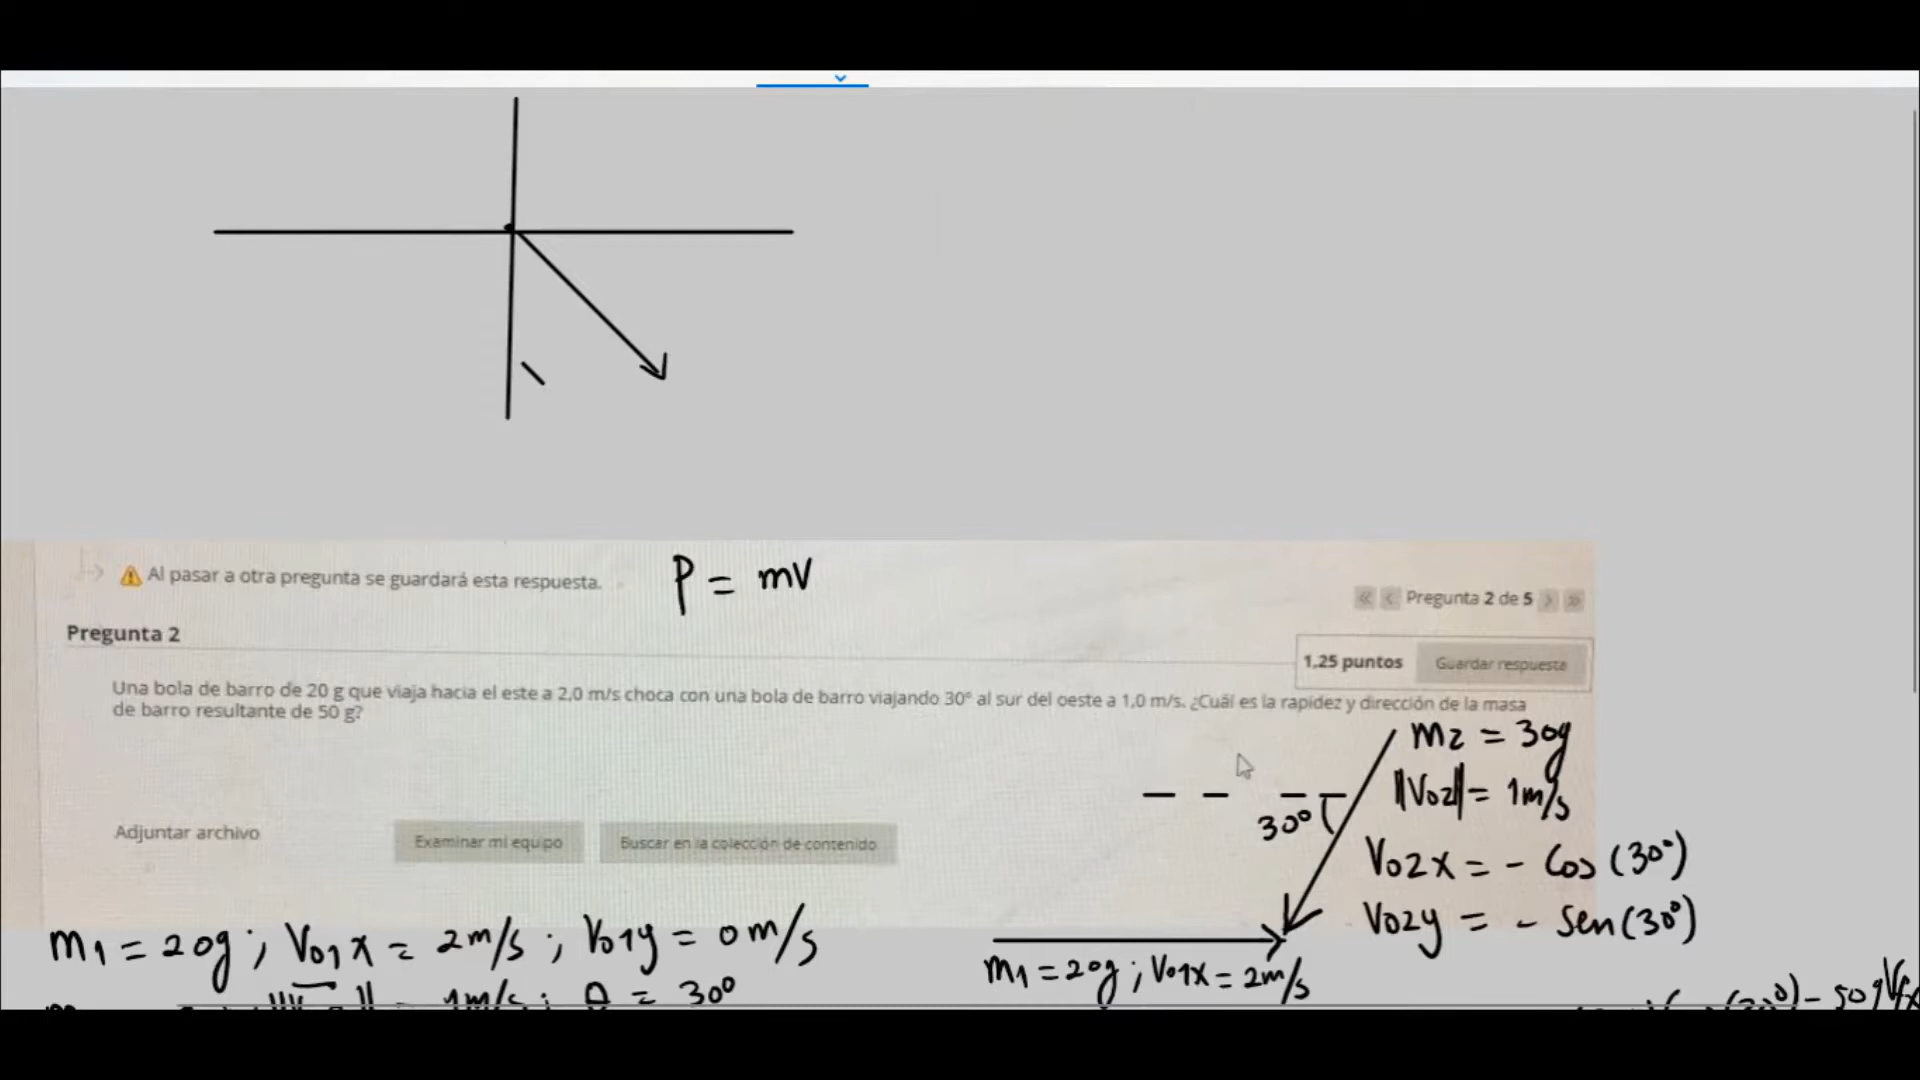 Al pasar a otra pregunta se guardará esta respuesta.
P = mV
Pregunta 2 de 5
Pregunta 2
1,25 puntos
Guardar respuesta
Una bola de barro de 20 g que viaja hacia el este a 2,0 m/s choca con una bola de barro viajando 30° al sur del oeste a 1,0 m/s. ¿Cuál es la rapidez y dirección de la masa
de barro resultante de 50 g?
m2 = 30g
||Vo2|| = 1m/s
30°
Adjuntar archivo
Examinar mi equipo
Buscar en la colección de contenido
Vo2x = - Cos (30°)
Vo2y = - Sen(30°)
m1 = 20g ; Vo1x = 2m/s ; Vo1y = 0m/s
m1 = 20g ; Vo1x = 2m/s
1m/s ; θ = 30°
- 50gVfx